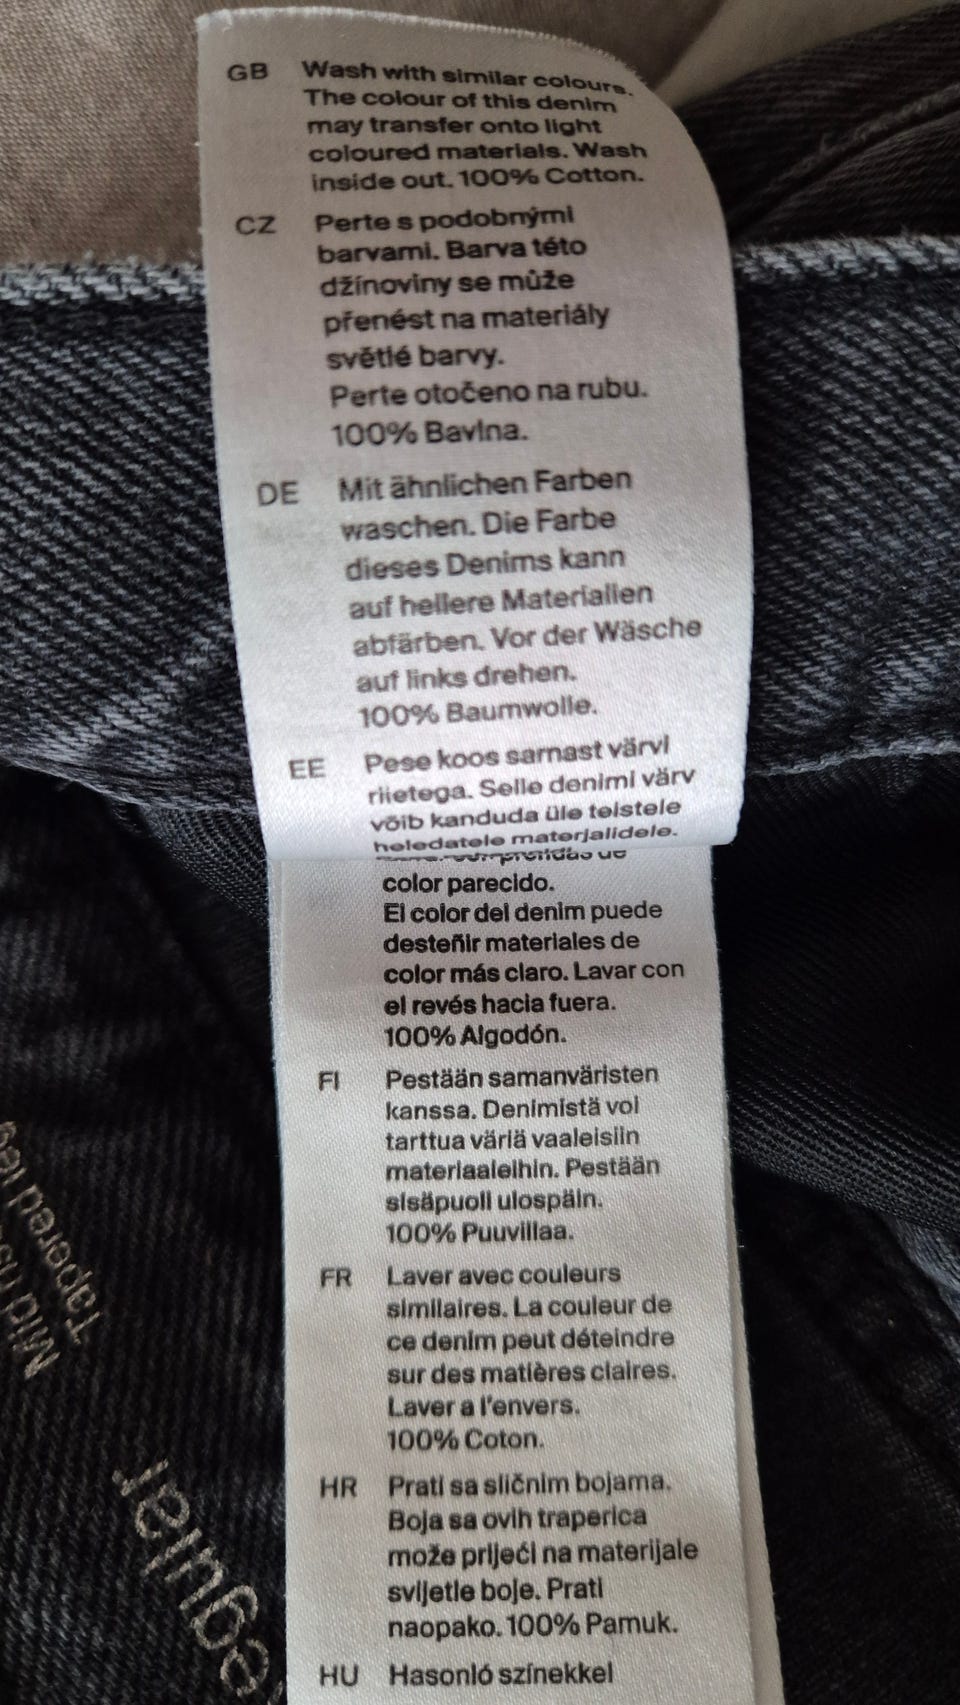 GB Wash with similar colours.
The colour of this denim
may transfer onto light
coloured materials. Wash
inside out. 100% Cotton.
CZ Perte s podobnými
barvami. Barva této
džínoviny se může
přenést na materiály
světlé barvy.
Perte otočeno na rubu.
100% Bavlna.
DE Mit ähnlichen Farben
waschen. Die Farbe
dieses Denims kann
auf hellere Materialien
abfärben. Vor der Wäsche
auf links drehen.
100% Baumwolle.
EE Pese koos sarnast värvi
riietega. Selle denimi värv
võib kanduda üle teistele
heledatele materjalidele.
color parecido.
El color del denim puede
desteñir materiales de
color más claro. Lavar con
el revés hacia fuera.
100% Algodón.
FI Pestään samanväristen
kanssa. Denimistä voi
tarttua väriä vaaleisiin
materiaaleihin. Pestään
sisäpuoli ulospäin.
100% Puuvillaa.
FR Laver avec couleurs
similaires. La couleur de
ce denim peut déteindre
sur des matières claires.
Laver a l'envers.
100% Coton.
HR Prati sa sličnim bojama.
Boja sa ovih traperica
može prijeći na materijale
svijetle boje. Prati
naopako. 100% Pamuk.
HU Hasonló színekkel
Tapered leg
Mid
egular